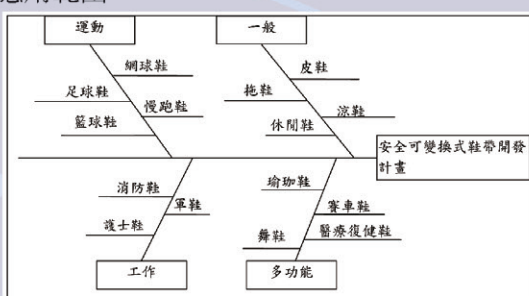 運動
一般
網球鞋
皮鞋
足球鞋
慢跑鞋
拖鞋
涼鞋
籃球鞋
休閒鞋
安全可變換式鞋帶開發
計畫
消防鞋
軍鞋
瑜珈鞋
賽車鞋
護士鞋
舞鞋
醫療復健鞋
工作
多功能